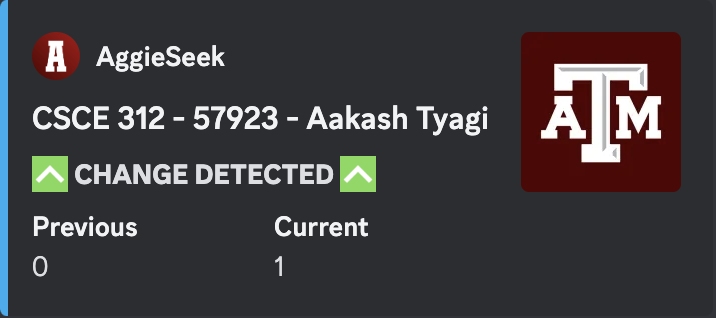 A AggieSeek
CSCE 312 - 57923 - Aakash Tyagi
ATM
CHANGE DETECTED
Previous Current
0 1